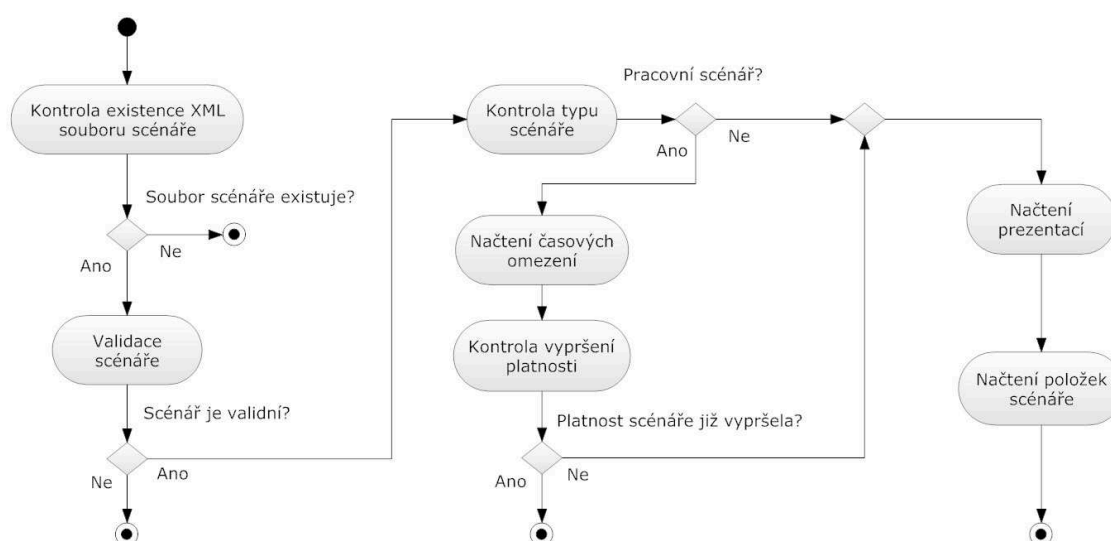 Kontrola existence XML
souboru scénáře
Soubor scénáře existuje?
Ne
Ano
Validace
scénáře
Scénář je validní?
Ne
Ano
Pracovní scénář?
Kontrola typu
scénáře
Ne
Ano
Načtení časových
omezení
Kontrola vypršení
platnosti
Platnost scénáře již vypršela?
Ano
Ne
Načtení
prezentací
Načtení položek
scénáře